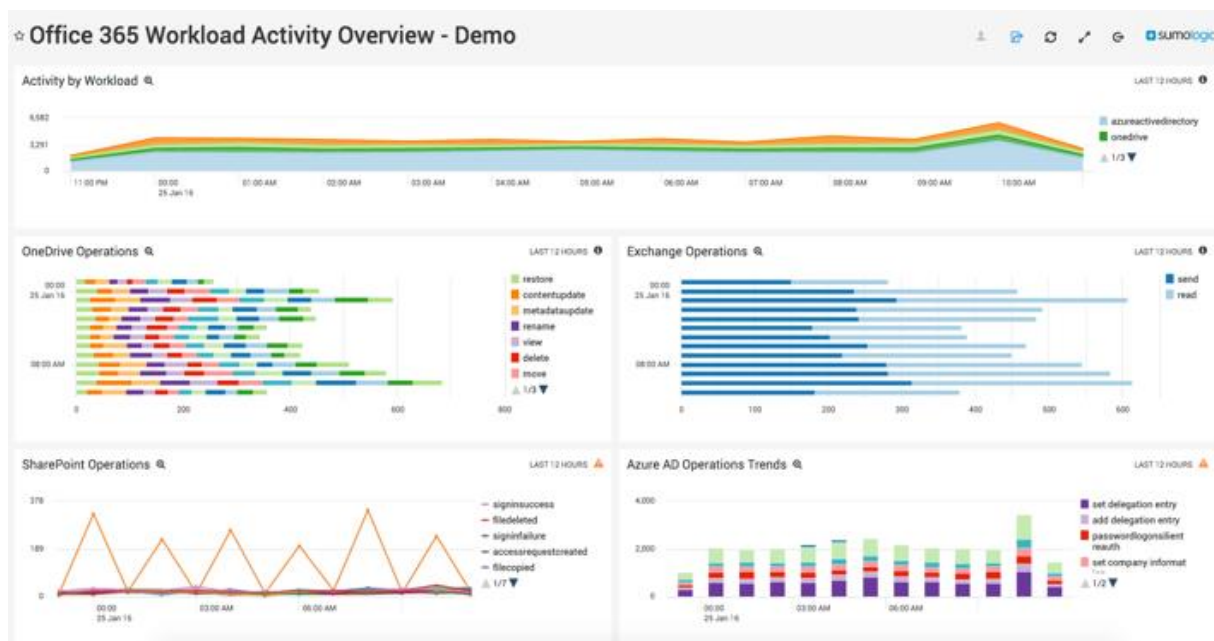 Office 365 Workload Activity Overview - Demo
sumologic
Activity by Workload
LAST 12 HOURS
6,582
3,291
0
11:00 PM 00:00 01:00 AM 02:00 AM 03:00 AM 04:00 AM 05:00 AM 06:00 AM 07:00 AM 08:00 AM 09:00 AM 10:00 AM
25 Jan 16
azureactivedirectory
onedrive
1/3
OneDrive Operations
LAST 12 HOURS
00:00
25 Jan 16
08:00 AM
0 200 400 600 800
restore
contentupdate
metadataupdate
rename
view
delete
move
1/3
Exchange Operations
LAST 12 HOURS
00:00
25 Jan 16
08:00 AM
0 100 200 300 400 500 600
send
read
SharePoint Operations
LAST 12 HOURS
378
189
0
00:00 03:00 AM 06:00 AM
25 Jan 16
signinsuccess
filedeleted
signinfailure
accessrequestcreated
filecopied
1/7
Azure AD Operations Trends
LAST 12 HOURS
4,000
2,000
0
00:00 03:00 AM 06:00 AM
25 Jan 16
set delegation entry
add delegation entry
passwordlogonsilent
reauth
set company informat
1/2